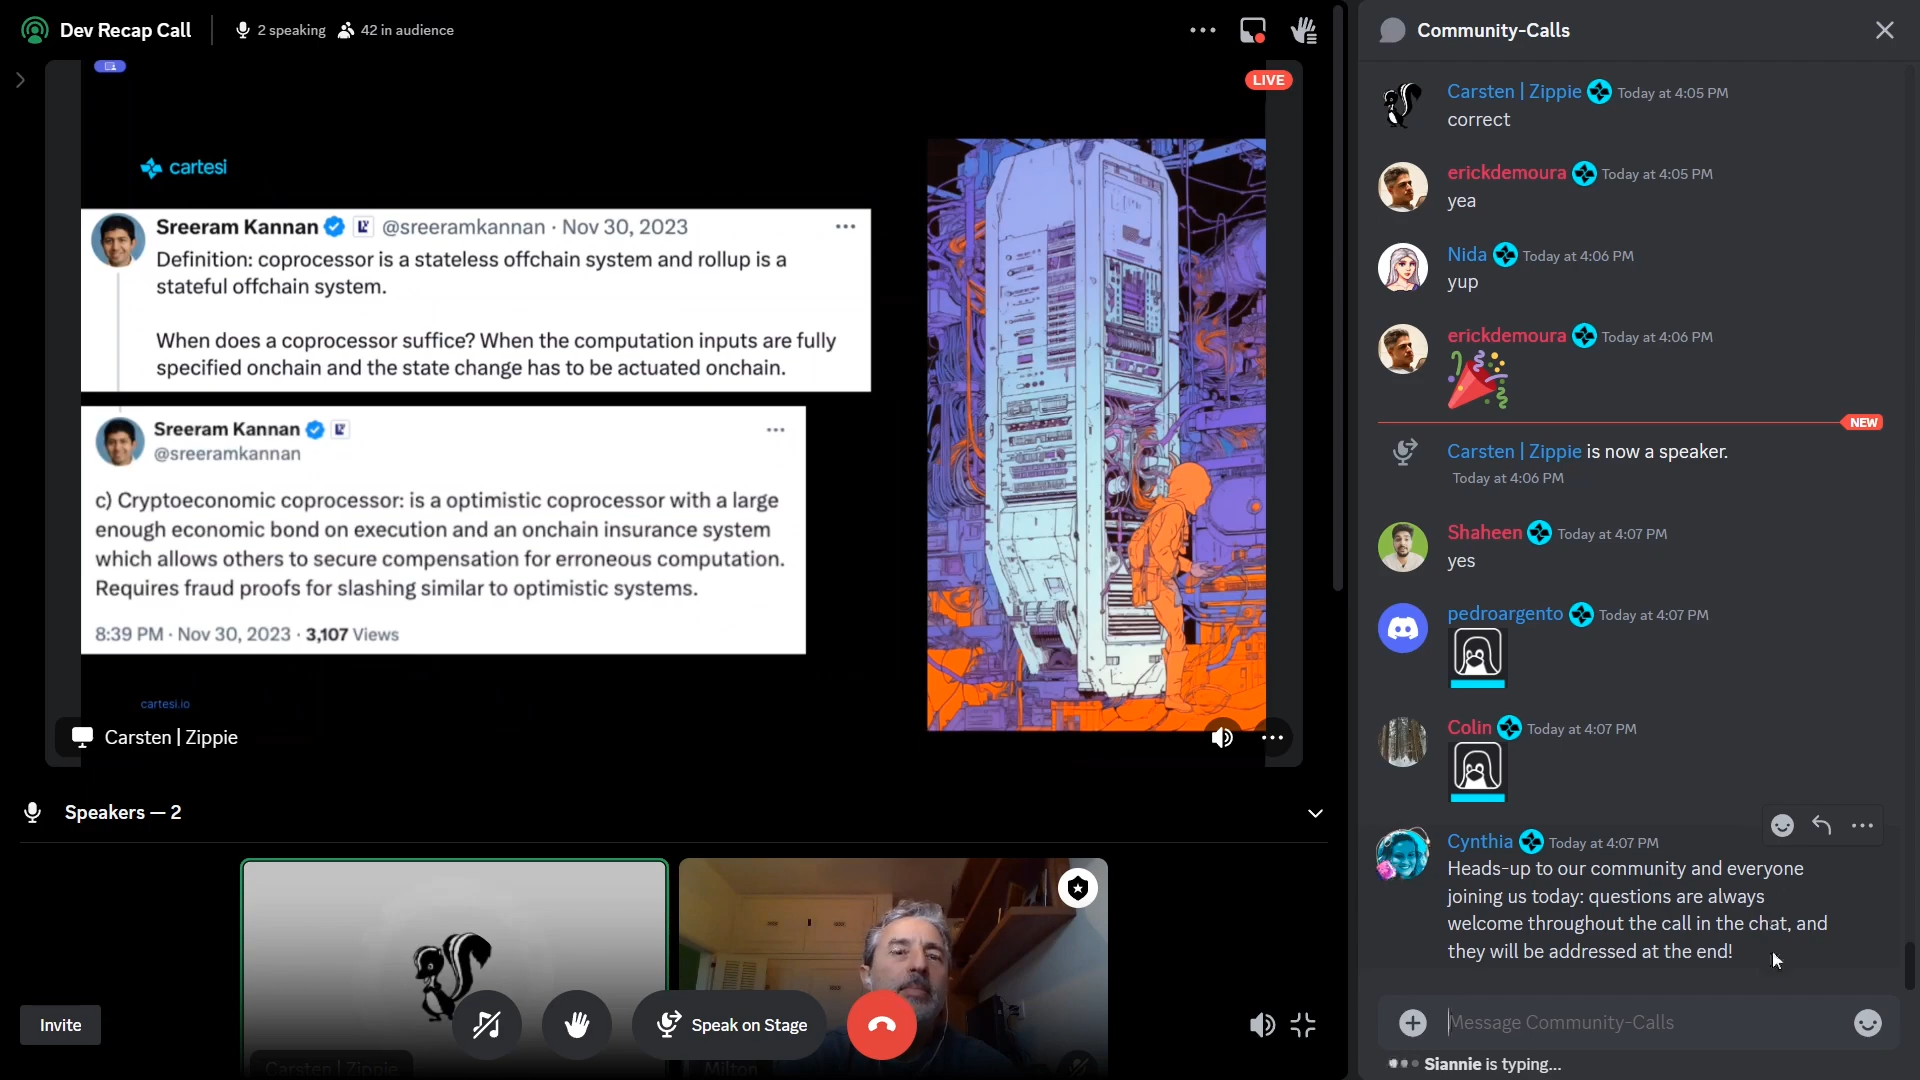 Dev Recap Call
2 speaking
42 in audience
LIVE
cartesi
Sreeram Kannan @sreeramkannan · Nov 30, 2023
Definition: coprocessor is a stateless offchain system and rollup is a
stateful offchain system.
When does a coprocessor suffice? When the computation inputs are fully
specified onchain and the state change has to be actuated onchain.
Sreeram Kannan
@sreeramkannan
c) Cryptoeconomic coprocessor: is a optimistic coprocessor with a large
enough economic bond on execution and an onchain insurance system
which allows others to secure compensation for erroneous computation.
Requires fraud proofs for slashing similar to optimistic systems.
8:39 PM · Nov 30, 2023 · 3,107 Views
cartesi.io
Carsten | Zippie
Speakers — 2
Carsten | Zippie
Milton
Invite
Speak on Stage
Community-Calls
Carsten | Zippie Today at 4:05 PM
correct
erickdemoura Today at 4:05 PM
yea
Nida Today at 4:06 PM
yup
erickdemoura Today at 4:06 PM
NEW
Carsten | Zippie is now a speaker.
Today at 4:06 PM
Shaheen Today at 4:07 PM
yes
pedroargento Today at 4:07 PM
Colin Today at 4:07 PM
Cynthia Today at 4:07 PM
Heads-up to our community and everyone
joining us today: questions are always
welcome throughout the call in the chat, and
they will be addressed at the end!
Message Community-Calls
Siannie is typing...